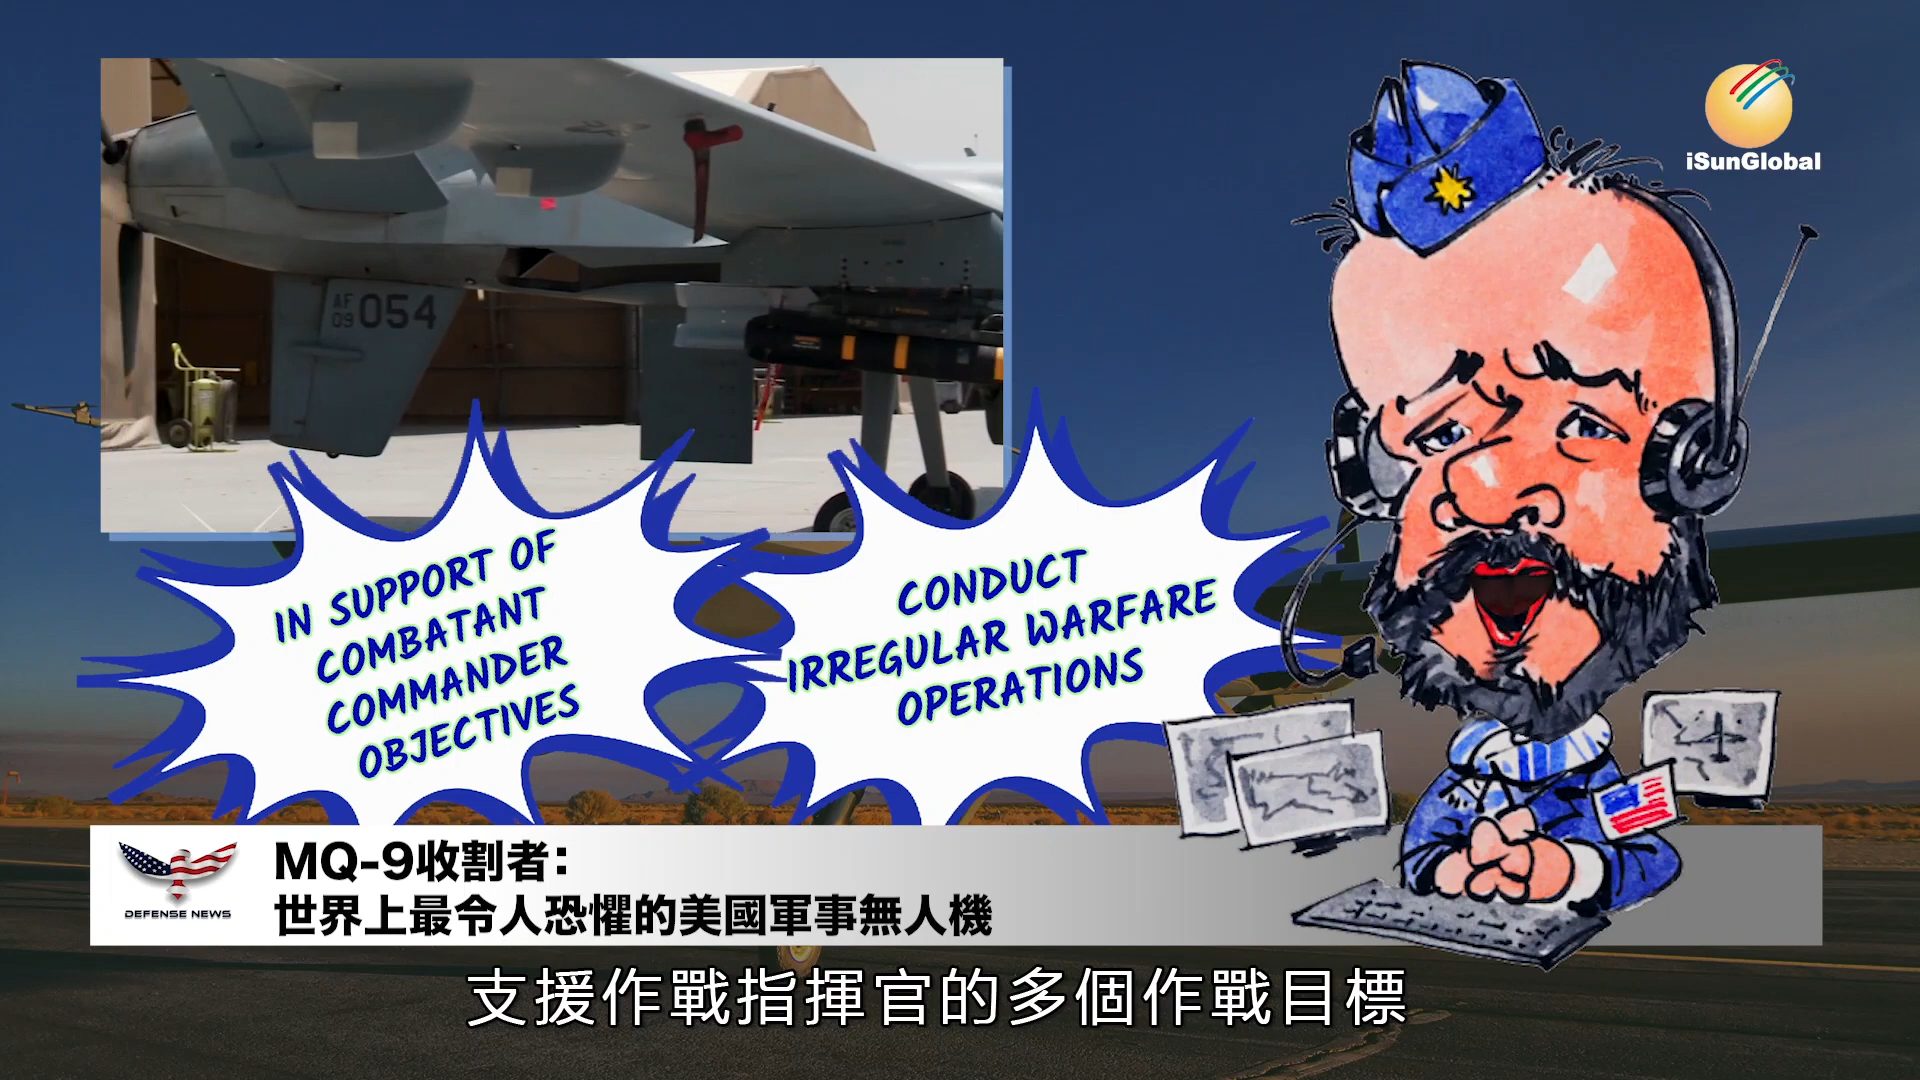 iSunGlobal
AF
09 054
IN SUPPORT OF
COMBATANT
COMMANDER
OBJECTIVES
CONDUCT
IRREGULAR WARFARE
OPERATIONS
DEFENSE NEWS
MQ-9收割者：
世界上最令人恐懼的美國軍事無人機
支援作戰指揮官的多個作戰目標